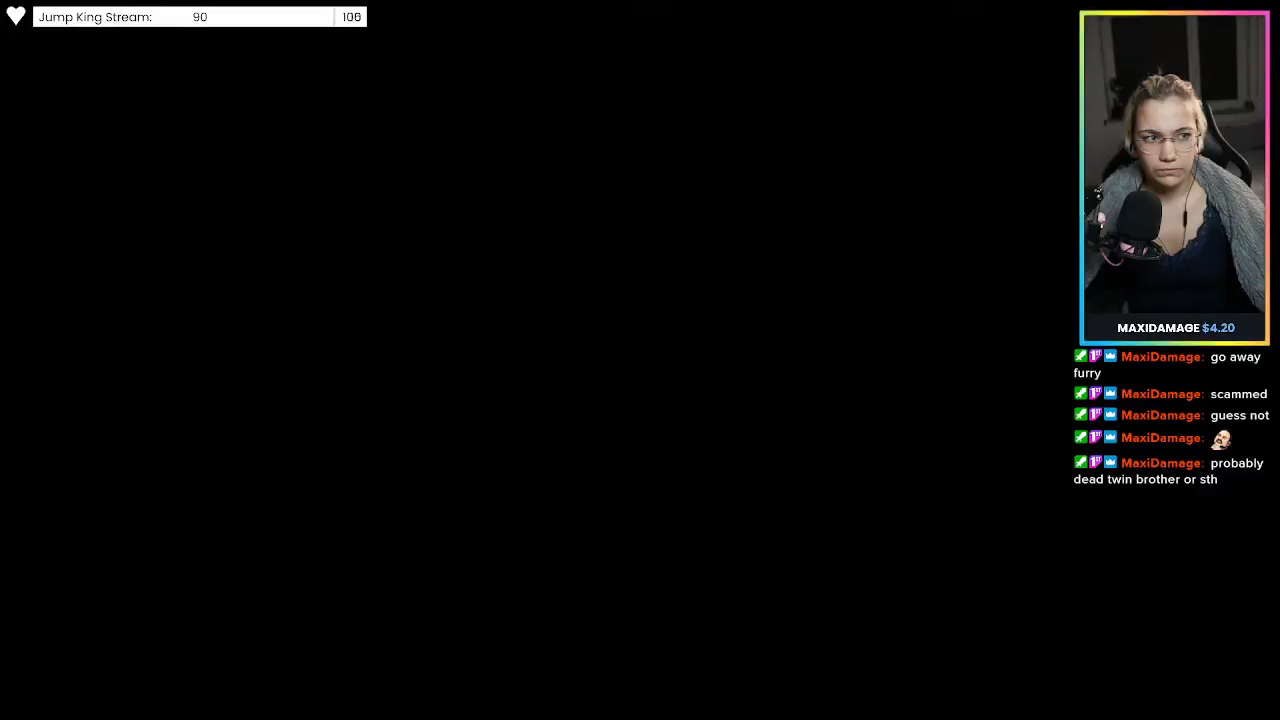 Jump King Stream: 90 106
MAXIDAMAGE $4.20
MaxiDamage: go away
furry
MaxiDamage: scammed
MaxiDamage: guess not
MaxiDamage:
MaxiDamage: probably
dead twin brother or sth